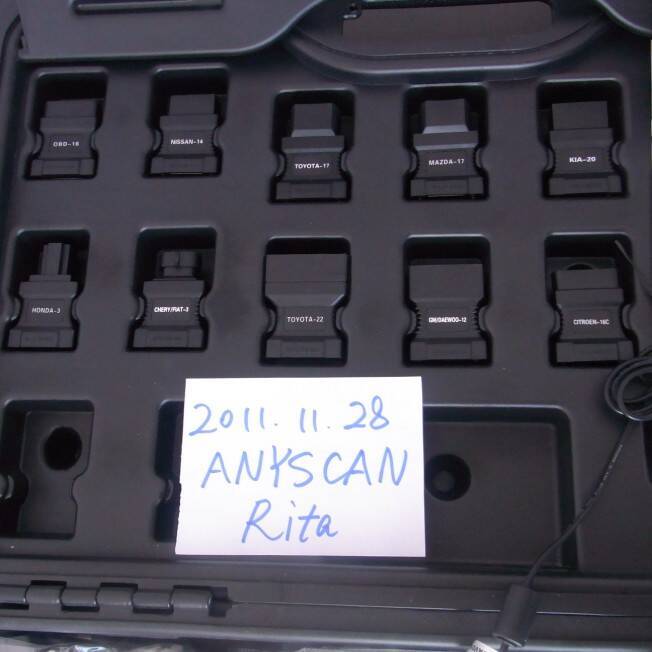 OBD-16
NISSAN-14
TOYOTA-17
MAZDA-17
KIA-20
HONDA-3
CHERY/FIAT-3
TOYOTA-22
GM/DAEWOO-12
CITROEN-16C
2011.11.28
ANYSCAN
Rita